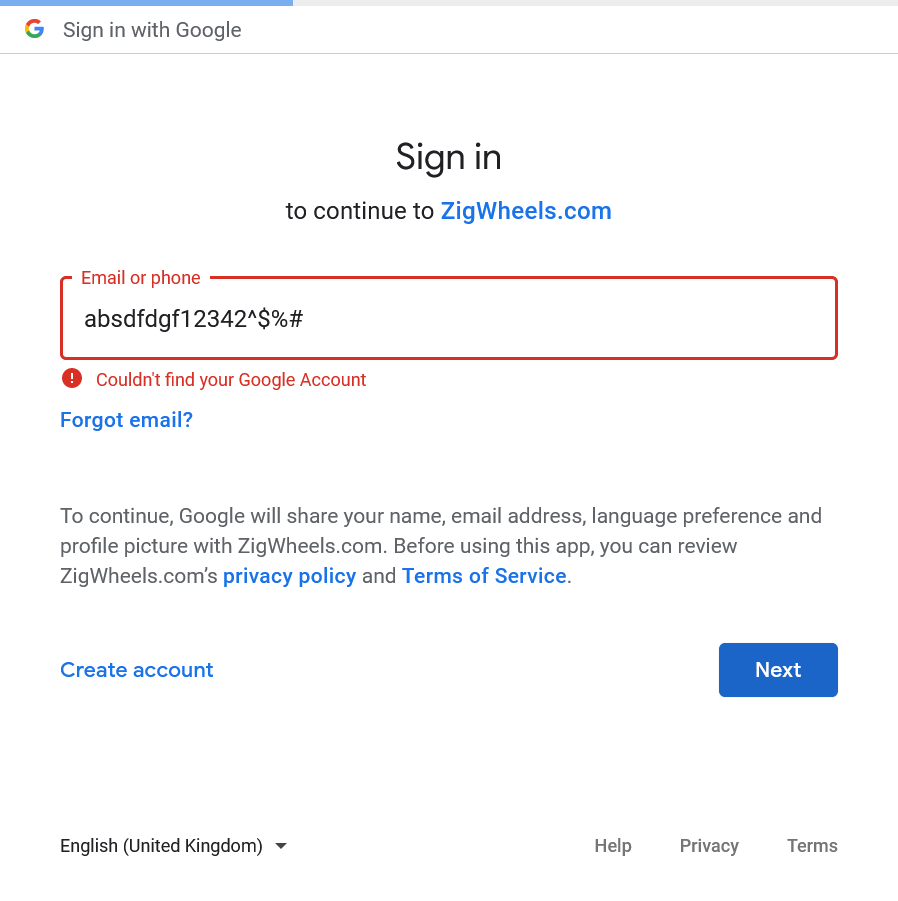 Sign in with Google
Sign in
to continue to ZigWheels.com
Email or phone
absdfdgf12342^$%#
Couldn't find your Google Account
Forgot email?
To continue, Google will share your name, email address, language preference and
profile picture with ZigWheels.com. Before using this app, you can review
ZigWheels.com’s privacy policy and Terms of Service.
Create account
Next
English (United Kingdom)
Help Privacy Terms